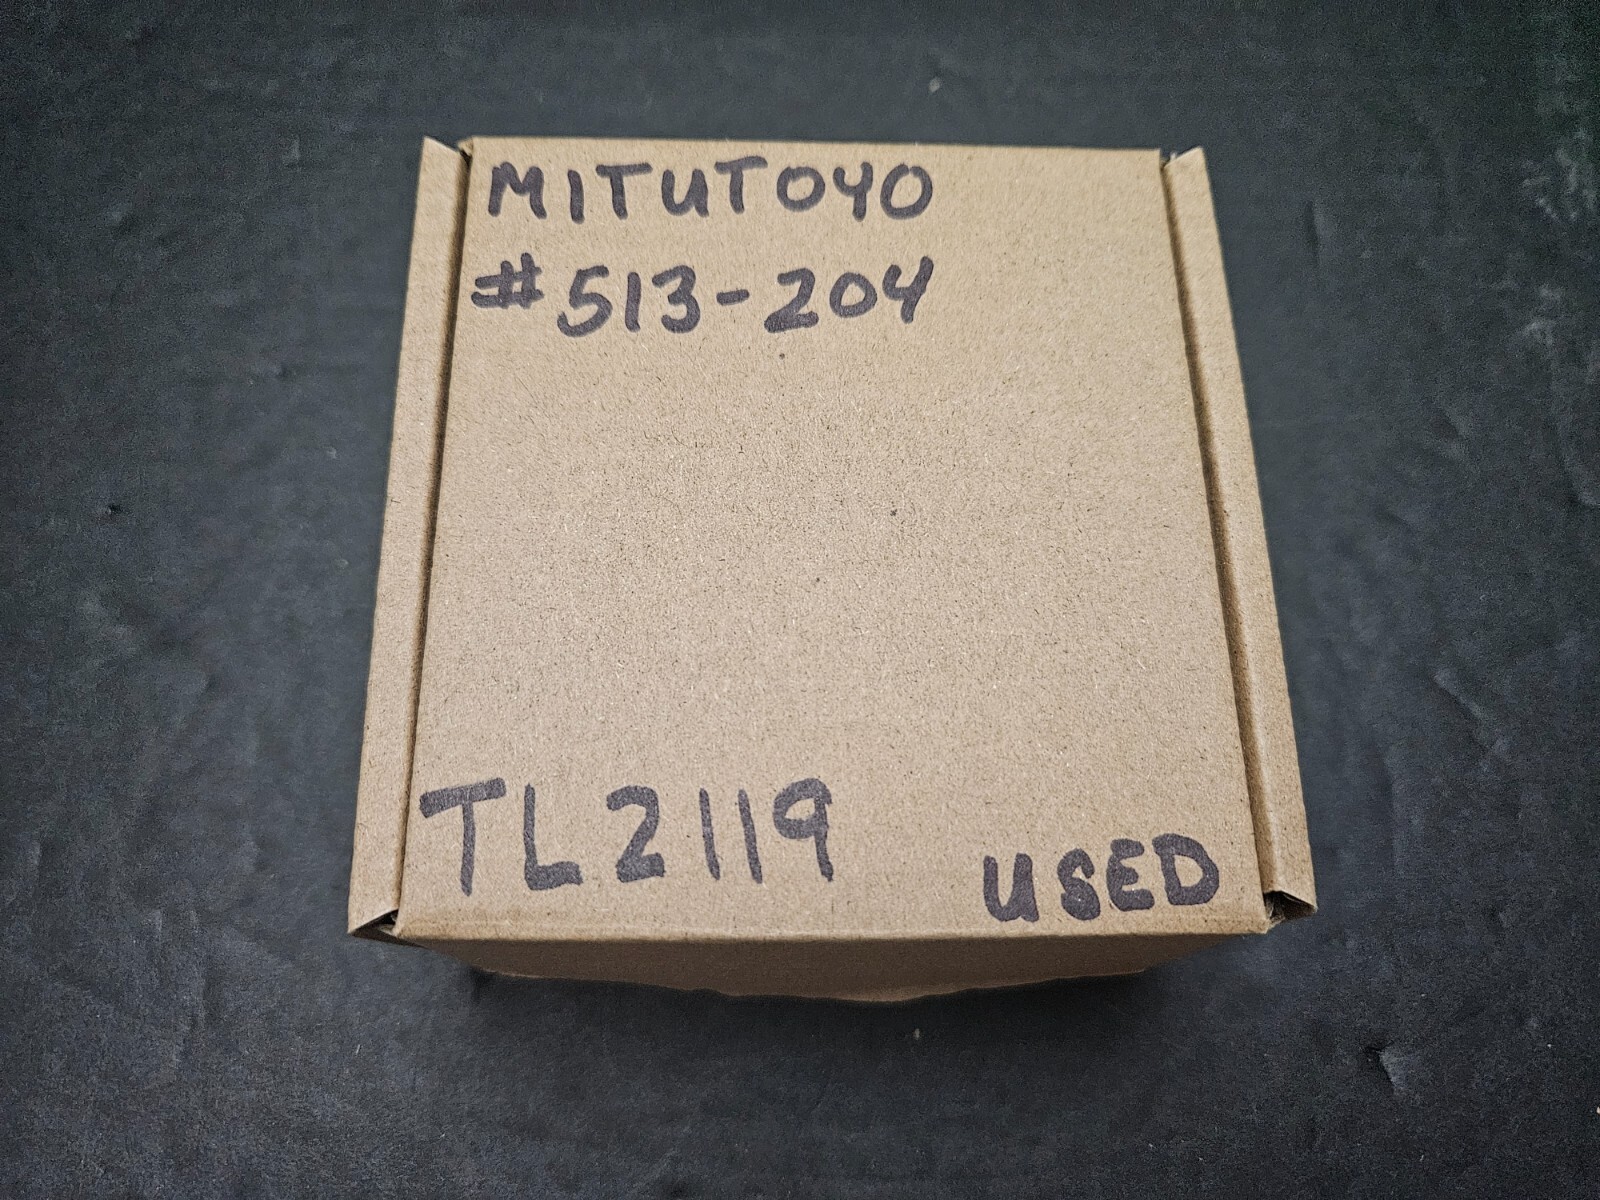 MITUTOYO
#513-204
TL2119
USED